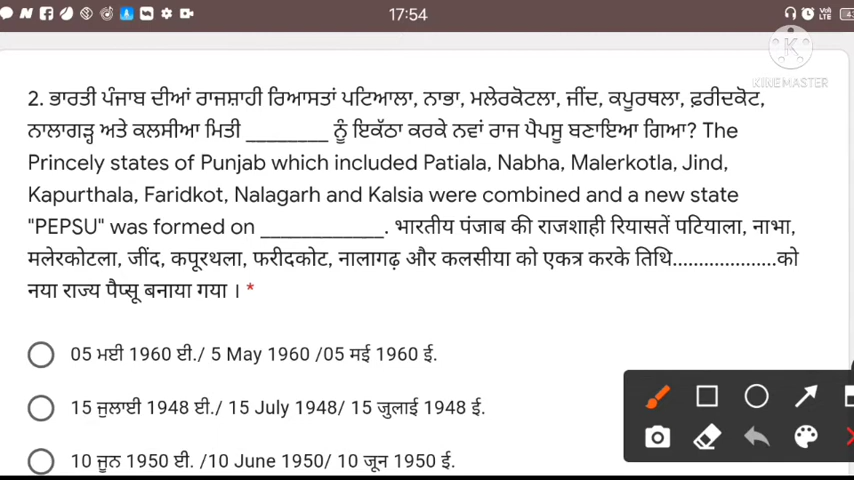 17:54
KINEMASTER
2. ਭਾਰਤੀ ਪੰਜਾਬ ਦੀਆਂ ਰਾਜਸ਼ਾਹੀ ਰਿਆਸਤਾਂ ਪਟਿਆਲਾ, ਨਾਭਾ, ਮਲੇਰਕੋਟਲਾ, ਜੀਂਦ, ਕਪੂਰਥਲਾ, ਫ਼ਰੀਦਕੋਟ,
ਨਾਲਾਗੜ੍ਹ ਅਤੇ ਕਲਸੀਆ ਮਿਤੀ ________ ਨੂੰ ਇਕੱਠਾ ਕਰਕੇ ਨਵਾਂ ਰਾਜ ਪੈਪਸੂ ਬਣਾਇਆ ਗਿਆ? The
Princely states of Punjab which included Patiala, Nabha, Malerkotla, Jind,
Kapurthala, Faridkot, Nalagarh and Kalsia were combined and a new state
"PEPSU" was formed on ____________. भारतीय पंजाब की राजशाही रियासतें पटियाला, नाभा,
मलेरकोटला, जींद, कपूरथला, फरीदकोट, नालागढ़ और कलसीया को एकत्र करके तिथि....................को
नया राज्य पैप्सू बनाया गया । *
05 ਮਈ 1960 ਈ./ 5 May 1960 /05 मई 1960 ई.
15 ਜੁਲਾਈ 1948 ਈ./ 15 July 1948/ 15 जुलाई 1948 ई.
10 ਜੂਨ 1950 ਈ. /10 June 1950/ 10 जून 1950 ई.